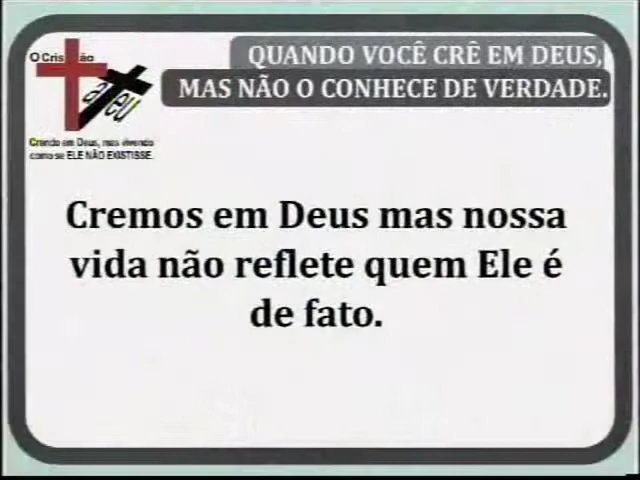 O Cristão
ateu
Crendo em Deus, mas vivendo
como se ELE NÃO EXISTISSE.
QUANDO VOCÊ CRÊ EM DEUS,
MAS NÃO O CONHECE DE VERDADE.
Cremos em Deus mas nossa
vida não reflete quem Ele é
de fato.